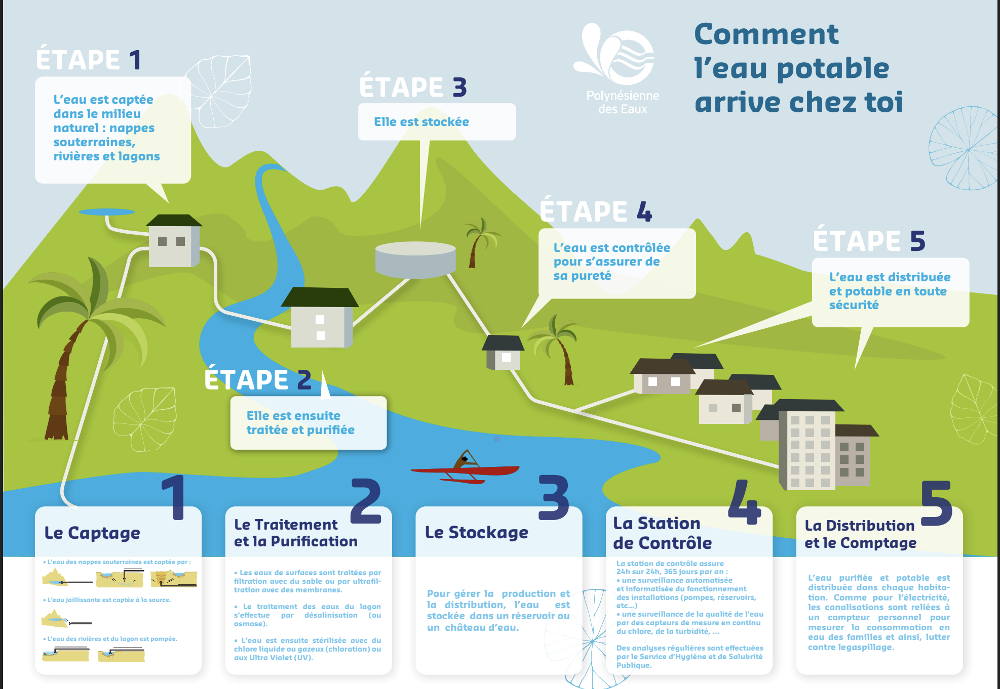 Comment
l'eau potable
arrive chez toi
Polynésienne
des Eaux
ÉTAPE 1
L'eau est captée
dans le milieu
naturel : nappes
souterraines,
rivières et lagons
ÉTAPE 2
Elle est ensuite
traitée et purifiée
ÉTAPE 3
Elle est stockée
ÉTAPE 4
L'eau est contrôlée
pour s'assurer de
sa pureté
ÉTAPE 5
L'eau est distribuée
et potable en toute
sécurité
1
Le Captage
• L'eau des nappes souterraines est captée par :
• L'eau jaillissante est captée à la source.
• L'eau des rivières et du lagon est pompée.
2
Le Traitement
et la Purification
• Les eaux de surfaces sont traitées par
filtration avec du sable ou par ultrafil-
tration avec des membranes.
• Le traitement des eaux du lagon
s'effectue par désalinisation (ou
osmose).
• L'eau est ensuite stérilisée avec du
chlore liquide ou gazeux (chloration) ou
aux Ultra Violet (UV).
3
Le Stockage
Pour gérer la production et
la distribution, l'eau est
stockée dans un réservoir ou
un château d'eau.
4
La Station
de Contrôle
La station de contrôle assure
24h sur 24h, 365 jours par an :
• une surveillance automatisée
et informatisée du fonctionnement
des installations (pompes, réservoirs,
etc...)
• une surveillance de la qualité de l'eau
par des capteurs de mesure en continu
du chlore, de la turbidité, ...
Des analyses régulières sont effectuées
par le Service d'Hygiène et de Salubrité
Publique.
5
La Distribution
et le Comptage
L'eau purifiée et potable est
distribuée dans chaque habita-
tion. Comme pour l'électricité,
les canalisations sont reliées à
un compteur personnel pour
mesurer la consommation en
eau des familles et ainsi, lutter
contre legaspillage.